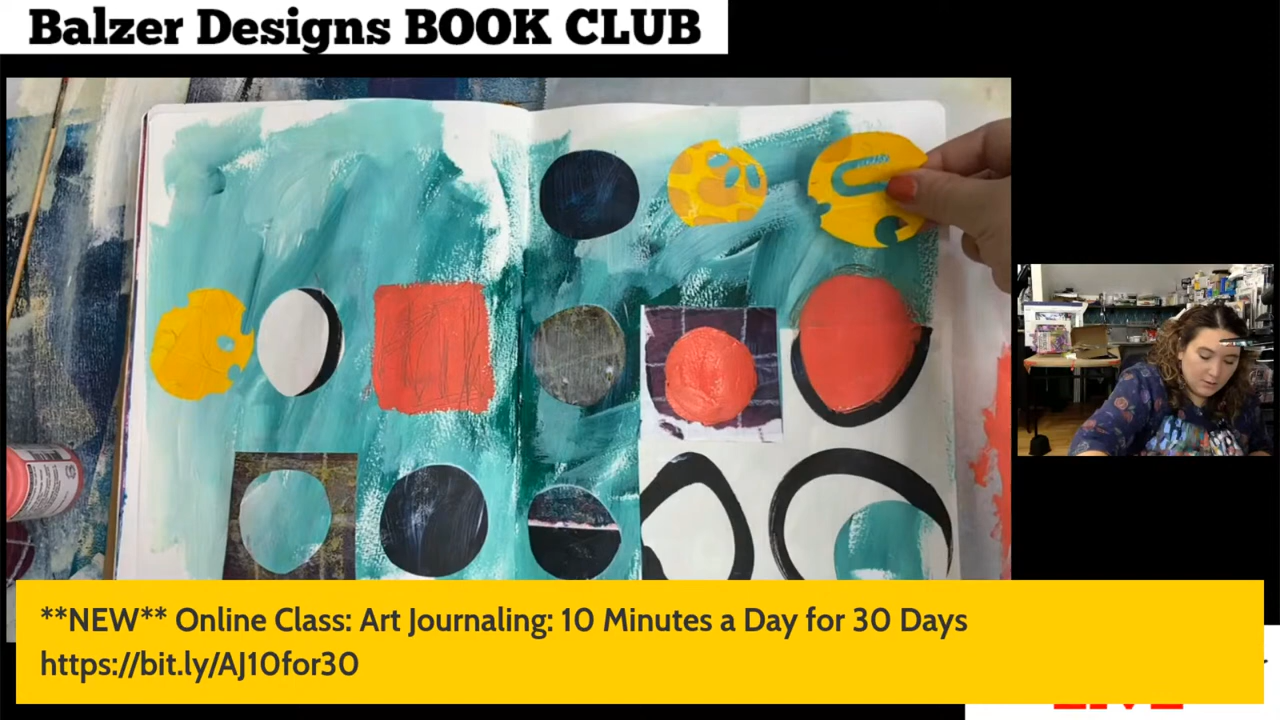 Balzer Designs BOOK CLUB
**NEW** Online Class: Art Journaling: 10 Minutes a Day for 30 Days
https://bit.ly/AJ10for30